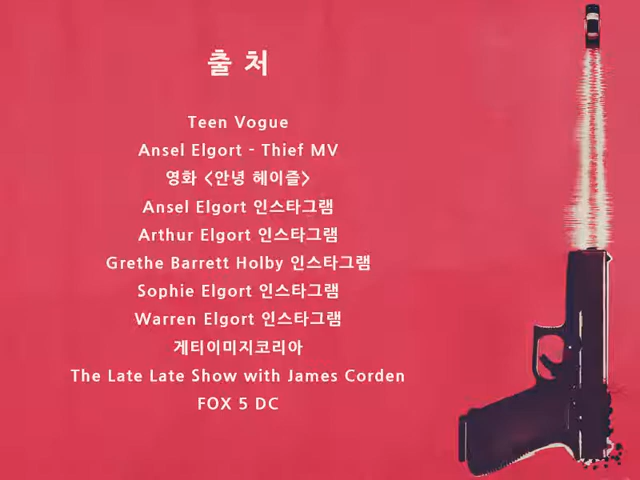 출 처
Teen Vogue
Ansel Elgort - Thief MV
영화 <안녕 헤이즐>
Ansel Elgort 인스타그램
Arthur Elgort 인스타그램
Grethe Barrett Holby 인스타그램
Sophie Elgort 인스타그램
Warren Elgort 인스타그램
게티이미지코리아
The Late Late Show with James Corden
FOX 5 DC